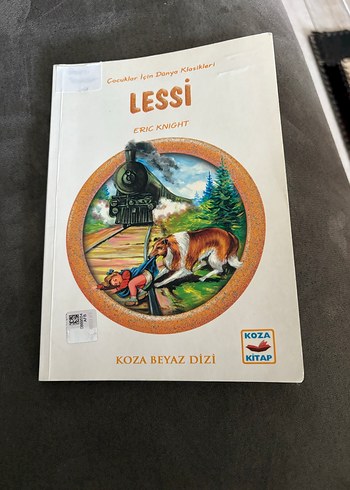 Çocuklar İçin Dünya Klasikleri
LESSİ
ERIC KNIGHT
KOZA
KİTAP
KOZA BEYAZ DİZİ